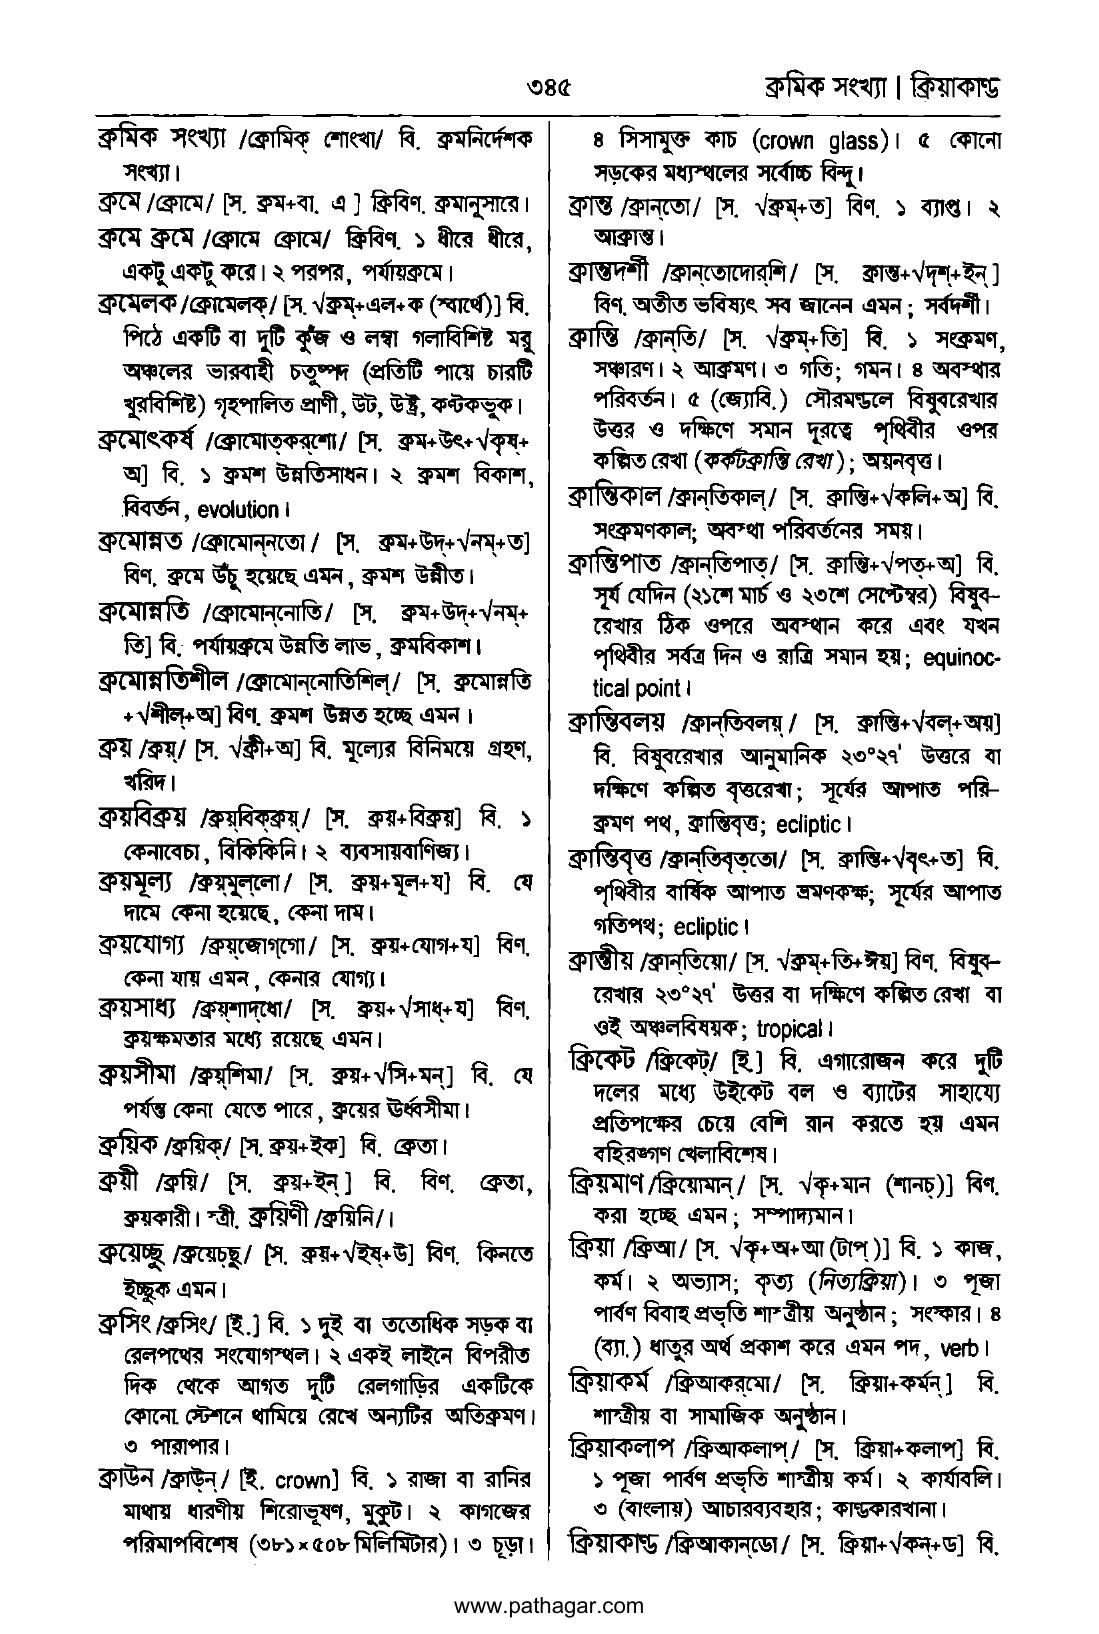 ৩৪৫
ক্রমিক সংখ্যা | ক্রিয়াকাণ্ড
ক্রমিক সংখ্যা /ক্রোমিক্ শোংখা/ বি. ক্রমনির্দেশক
সংখ্যা।
ক্রমে /ক্রোমে/ [স. ক্রম+বা. এ ] ক্রিবিণ. ক্রমানুসারে।
ক্রমে ক্রমে /ক্রোমে ক্রোমে/ ক্রিবিণ. ১ ধীরে ধীরে,
একটু একটু করে। ২ পরপর, পর্যায়ক্রমে।
ক্রমেলক /ক্রোমেলক্/ [স. √ক্রম্+এল+ক (স্বার্থে)] বি.
পিঠে একটি বা দুটি কুঁজ ও লম্বা গলাবিশিষ্ট মরু
অঞ্চলের ভারবাহী চতুষ্পদ (প্রতিটি পায়ে চারটি
খুরবিশিষ্ট) গৃহপালিত প্রাণী, উট, উষ্ট্র, কণ্টকভুক।
ক্রমোৎকর্ষ /ক্রোমোত্কর্শো/ [স. ক্রম+উৎ+√কৃষ্+
অ] বি. ১ ক্রমশ উন্নতিসাধন। ২ ক্রমশ বিকাশ,
বিবর্তন, evolution।
ক্রমোন্নত /ক্রোমোন্নতো/ [স. ক্রম+উদ্+√নম্+ত]
বিণ. ক্রমে উঁচু হয়েছে এমন, ক্রমশ উন্নীত।
ক্রমোন্নতি /ক্রোমোন্নোতি/ [স. ক্রম+উদ্+√নম্+
তি] বি. পর্যায়ক্রমে উন্নতি লাভ, ক্রমবিকাশ।
ক্রমোন্নতিশীল /ক্রোমোন্নোতিশিল্/ [স. ক্রমোন্নতি
+√শীল্+অ] বিণ. ক্রমশ উন্নত হচ্ছে এমন।
ক্রয় /ক্রয়্/ [স. √ক্রী+অ] বি. মূল্যের বিনিময়ে গ্রহণ,
খরিদ।
ক্রয়বিক্রয় /ক্রয়্বিক্ক্রয়্/ [স. ক্রয়+বিক্রয়] বি. ১
কেনাবেচা, বিকিকিনি। ২ ব্যবসায়বাণিজ্য।
ক্রয়মূল্য /ক্রয়্মুল্লো/ [স. ক্রয়+মূল+য] বি. যে
দামে কেনা হয়েছে, কেনা দাম।
ক্রয়যোগ্য /ক্রয়্জোগ্গো/ [স. ক্রয়+যোগ+য] বিণ.
কেনা যায় এমন, কেনার যোগ্য।
ক্রয়সাধ্য /ক্রয়্শাদ্ধো/ [স. ক্রয়+√সাধ্+য] বিণ.
ক্রয়ক্ষমতার মধ্যে রয়েছে এমন।
ক্রয়সীমা /ক্রয়্শিমা/ [স. ক্রয়+√সি+মন্] বি. যে
পর্যন্ত কেনা যেতে পারে, ক্রয়ের ঊর্ধ্বসীমা।
ক্রয়িক /ক্রয়িক্/ [স. ক্রয়+ইক] বি. ক্রেতা।
ক্রয়ী /ক্রয়ি/ [স. ক্রয়+ইন্ ] বি. বিণ. ক্রেতা,
ক্রয়কারী। স্ত্রী. ক্রয়িণী /ক্রয়িনি/।
ক্রয়েচ্ছু /ক্রয়েচ্ছু/ [স. ক্রয়+√ইষ্+উ] বিণ. কিনতে
ইচ্ছুক এমন।
ক্রসিং /ক্রসিং/ [ই.] বি. ১ দুই বা ততোধিক সড়ক বা
রেলপথের সংযোগস্থল। ২ একই লাইনে বিপরীত
দিক থেকে আগত দুটি রেলগাড়ির একটিকে
কোনো স্টেশনে থামিয়ে রেখে অন্যটির অতিক্রমণ।
৩ পারাপার।
ক্রাউন /ক্রাউ্ন্/ [ই. crown] বি. ১ রাজা বা রানির
মাথায় ধারণীয় শিরোভূষণ, মুকুট। ২ কাগজের
পরিমাপবিশেষ (৩৮১×৫০৮ মিলিমিটার)। ৩ চূড়া।
৪ সিসামুক্ত কাচ (crown glass)। ৫ কোনো
সড়কের মধ্যস্থলের সর্বোচ্চ বিন্দু।
ক্রান্ত /ক্রান্তো/ [স. √ক্রম্+ত] বিণ. ১ ব্যাপ্ত। ২
আক্রান্ত।
ক্রান্তদর্শী /ক্রান্তোদোর্শি/ [স. ক্রান্ত+√দৃশ্+ইন্ ]
বিণ. অতীত ভবিষ্যৎ সব জানেন এমন; সর্বদর্শী।
ক্রান্তি /ক্রান্তি/ [স. √ক্রম্+তি] বি. ১ সংক্রমণ,
সঞ্চারণ। ২ আক্রমণ। ৩ গতি; গমন। ৪ অবস্থার
পরিবর্তন। ৫ (জ্যোবি.) সৌরমণ্ডলে বিষুবরেখার
উত্তর ও দক্ষিণে সমান দূরত্বে পৃথিবীর ওপর
কল্পিত রেখা (কর্কটক্রান্তি রেখা); অয়নবৃত্ত।
ক্রান্তিকাল /ক্রান্তিকাল্/ [স. ক্রান্তি+√কলি+অ] বি.
সংক্রমণকাল; অবস্থা পরিবর্তনের সময়।
ক্রান্তিপাত /ক্রান্তিপাত্/ [স. ক্রান্তি+√পত্+অ] বি.
সূর্য যেদিন (২১শে মার্চ ও ২৩শে সেপ্টেম্বর) বিষুব-
রেখার ঠিক ওপরে অবস্থান করে এবং যখন
পৃথিবীর সর্বত্র দিন ও রাত্রি সমান হয়; equinoc-
tical point।
ক্রান্তিবলয় /ক্রান্তিবলয়্/ [স. ক্রান্তি+√বল্+অয়]
বি. বিষুবরেখার আনুমানিক ২৩°২৭' উত্তরে বা
দক্ষিণে কল্পিত বৃত্তরেখা; সূর্যের আপাত পরি-
ক্রমণ পথ, ক্রান্তিবৃত্ত; ecliptic।
ক্রান্তিবৃত্ত /ক্রান্তিবৃত্তো/ [স. ক্রান্তি+√বৃৎ+ত] বি.
পৃথিবীর বার্ষিক আপাত ভ্রমণকক্ষ; সূর্যের আপাত
গতিপথ; ecliptic।
ক্রান্তীয় /ক্রান্তিয়ো/ [স. √ক্রম্+তি+ঈয়] বিণ. বিষুব-
রেখার ২৩°২৭' উত্তর বা দক্ষিণে কল্পিত রেখা বা
ওই অঞ্চলবিষয়ক; tropical।
ক্রিকেট /ক্রিকেট্/ [ই.] বি. এগারোজন করে দুটি
দলের মধ্যে উইকেট বল ও ব্যাটের সাহায্যে
প্রতিপক্ষের চেয়ে বেশি রান করতে হয় এমন
বহিরঙ্গণ খেলাবিশেষ।
ক্রিয়মাণ /ক্রিয়োমান্/ [স. √কৃ+মান (শানচ্)] বিণ.
করা হচ্ছে এমন; সম্পাদ্যমান।
ক্রিয়া /ক্রিআ/ [স. √কৃ+অ+আ (টাপ্ )] বি. ১ কাজ,
কর্ম। ২ অভ্যাস; কৃত্য (নিত্যক্রিয়া)। ৩ পূজা
পার্বণ বিবাহ প্রভৃতি শাস্ত্রীয় অনুষ্ঠান; সংস্কার। ৪
(ব্যা.) ধাতুর অর্থ প্রকাশ করে এমন পদ, verb।
ক্রিয়াকর্ম /ক্রিআকর্মো/ [স. ক্রিয়া+কর্মন্ ] বি.
শাস্ত্রীয় বা সামাজিক অনুষ্ঠান।
ক্রিয়াকলাপ /ক্রিআকলাপ্/ [স. ক্রিয়া+কলাপ] বি.
১ পূজা পার্বণ প্রভৃতি শাস্ত্রীয় কর্ম। ২ কার্যাবলি।
৩ (বাংলায়) আচারব্যবহার; কাণ্ডকারখানা।
ক্রিয়াকাণ্ড /ক্রিআকান্ডো/ [স. ক্রিয়া+√কন্+ড] বি.
www.pathagar.com